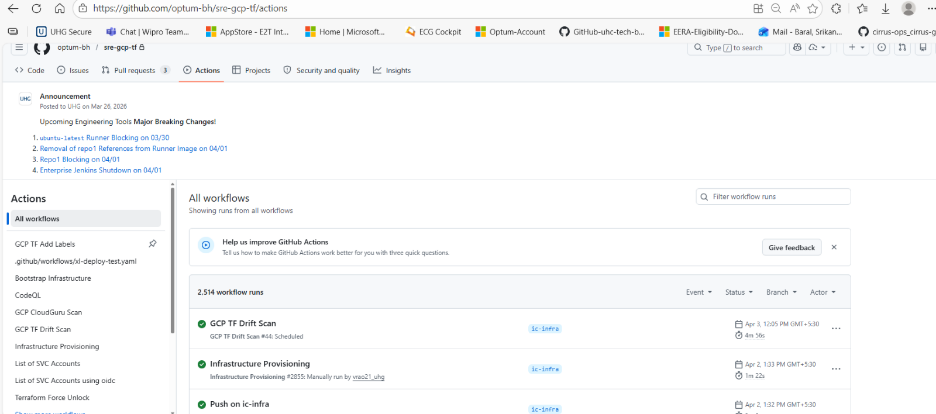 https://github.com/optum-bh/sre-gcp-tf/actions
UHG Secure
Chat | Wipro Team...
AppStore - EZT Int...
Home | Microsoft...
ECG Cockpit
Optum-Account
GitHub-uhc-tech-b...
EERA-Eligibility-Do...
Mail - Baral, Srikan...
cirrus-ops_cirrus-g
optum-bh / sre-gcp-tf
Type / to search
Code
Issues
Pull requests 3
Actions
Projects
Security and quality
Insights
UHG
Announcement
Posted to UHG on Mar 26, 2026
Upcoming Engineering Tools Major Breaking Changes!
1. ubuntu-latest Runner Blocking on 03/30
2. Removal of repo1 References from Runner Image on 04/01
3. Repo1 Blocking on 04/01
4. Enterprise Jenkins Shutdown on 04/01
Actions
All workflows
GCP TF Add Labels
.github/workflows/xl-deploy-test.yaml
Bootstrap Infrastructure
CodeQL
GCP CloudGuru Scan
GCP TF Drift Scan
Infrastructure Provisioning
List of SVC Accounts
List of SVC Accounts using oidc
Terraform Force Unlock
Show more workflows
All workflows
Showing runs from all workflows
Filter workflow runs
Help us improve GitHub Actions
Tell us how to make GitHub Actions work better for you with three quick questions.
Give feedback
2,514 workflow runs
Event
Status
Branch
Actor
GCP TF Drift Scan
GCP TF Drift Scan #44: Scheduled
ic-infra
Apr 3, 12:05 PM GMT+5:30
4m 56s
Infrastructure Provisioning
Infrastructure Provisioning #2855: Manually run by vrao21_uhg
ic-infra
Apr 2, 1:33 PM GMT+5:30
1m 22s
Push on ic-infra
ic-infra
Apr 2, 1:32 PM GMT+5:30